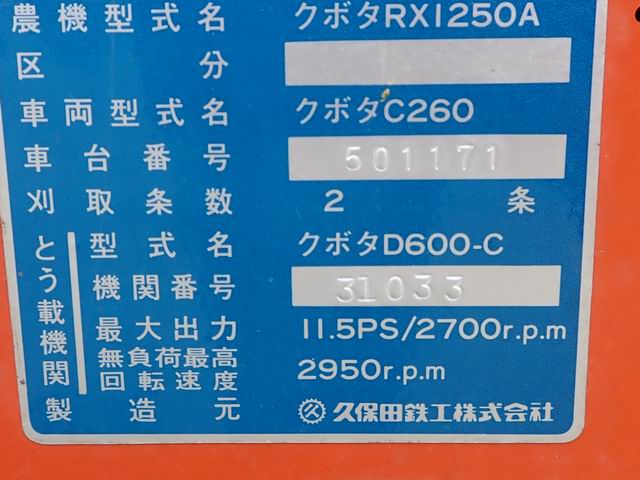 農機型式名 クボタRX1250A
区分
車両型式名 クボタC260
車台番号 501171
刈取条数 2条
とう載機関
型式名 クボタD600-C
機関番号 31033
最大出力 11.5PS/2700r.p.m
無負荷最高回転速度 2950r.p.m
製造元 久保田鉄工株式会社